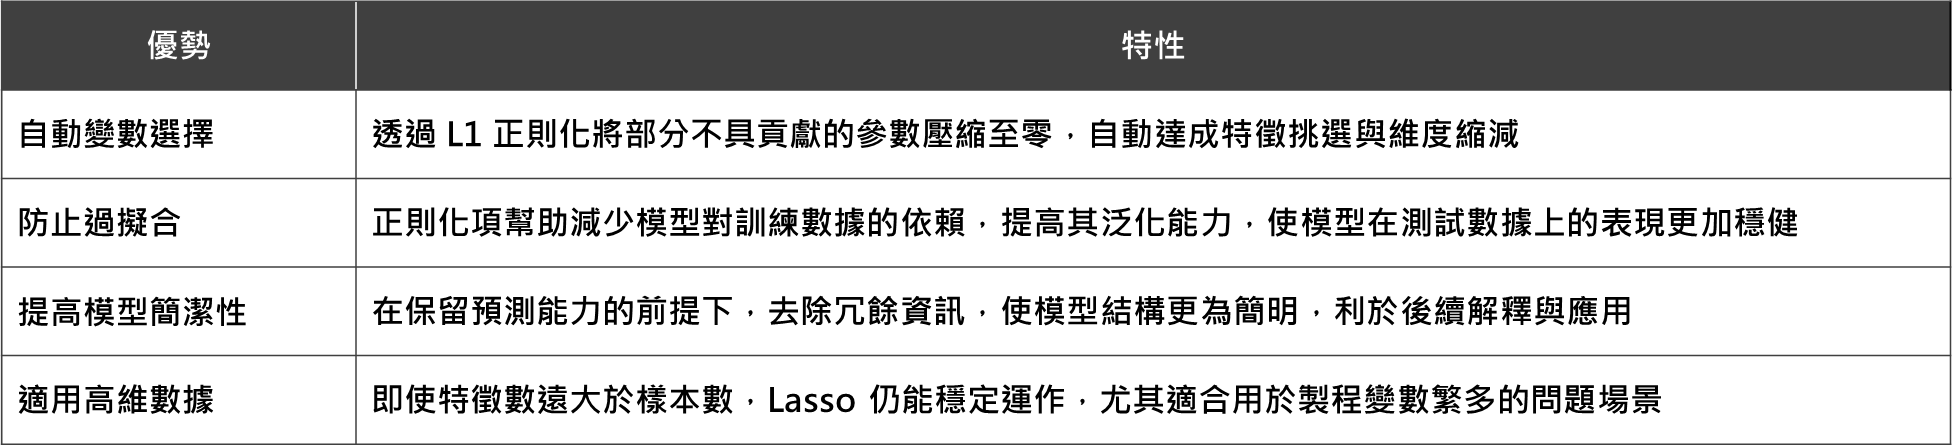 優勢 特性
自動變數選擇 透過 L1 正則化將部分不具貢獻的參數壓縮至零，自動達成特徵挑選與維度縮減
防止過擬合 正則化項幫助減少模型對訓練數據的依賴，提高其泛化能力，使模型在測試數據上的表現更加穩健
提高模型簡潔性 在保留預測能力的前提下，去除冗餘資訊，使模型結構更為簡明，利於後續解釋與應用
適用高維數據 即使特徵數遠大於樣本數，Lasso 仍能穩定運作，尤其適合用於製程變數繁多的問題場景